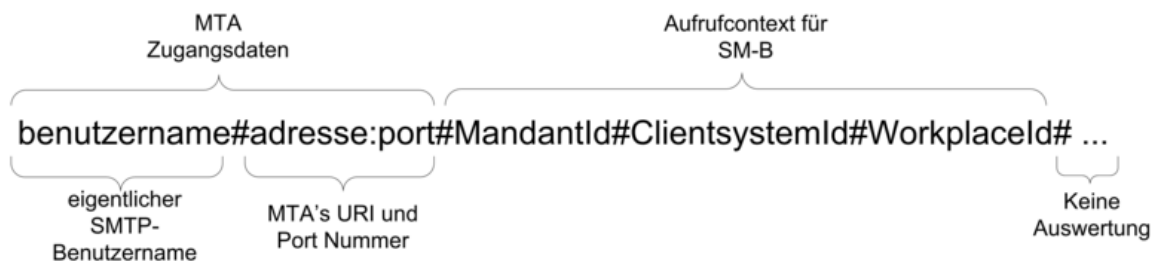 MTA
Zugangsdaten
Aufrufcontext für
SM-B
benutzername#adresse:port#MandantId#ClientsystemId#WorkplaceId# ...
eigentlicher
SMTP-
Benutzername
MTA's URI und
Port Nummer
Keine
Auswertung